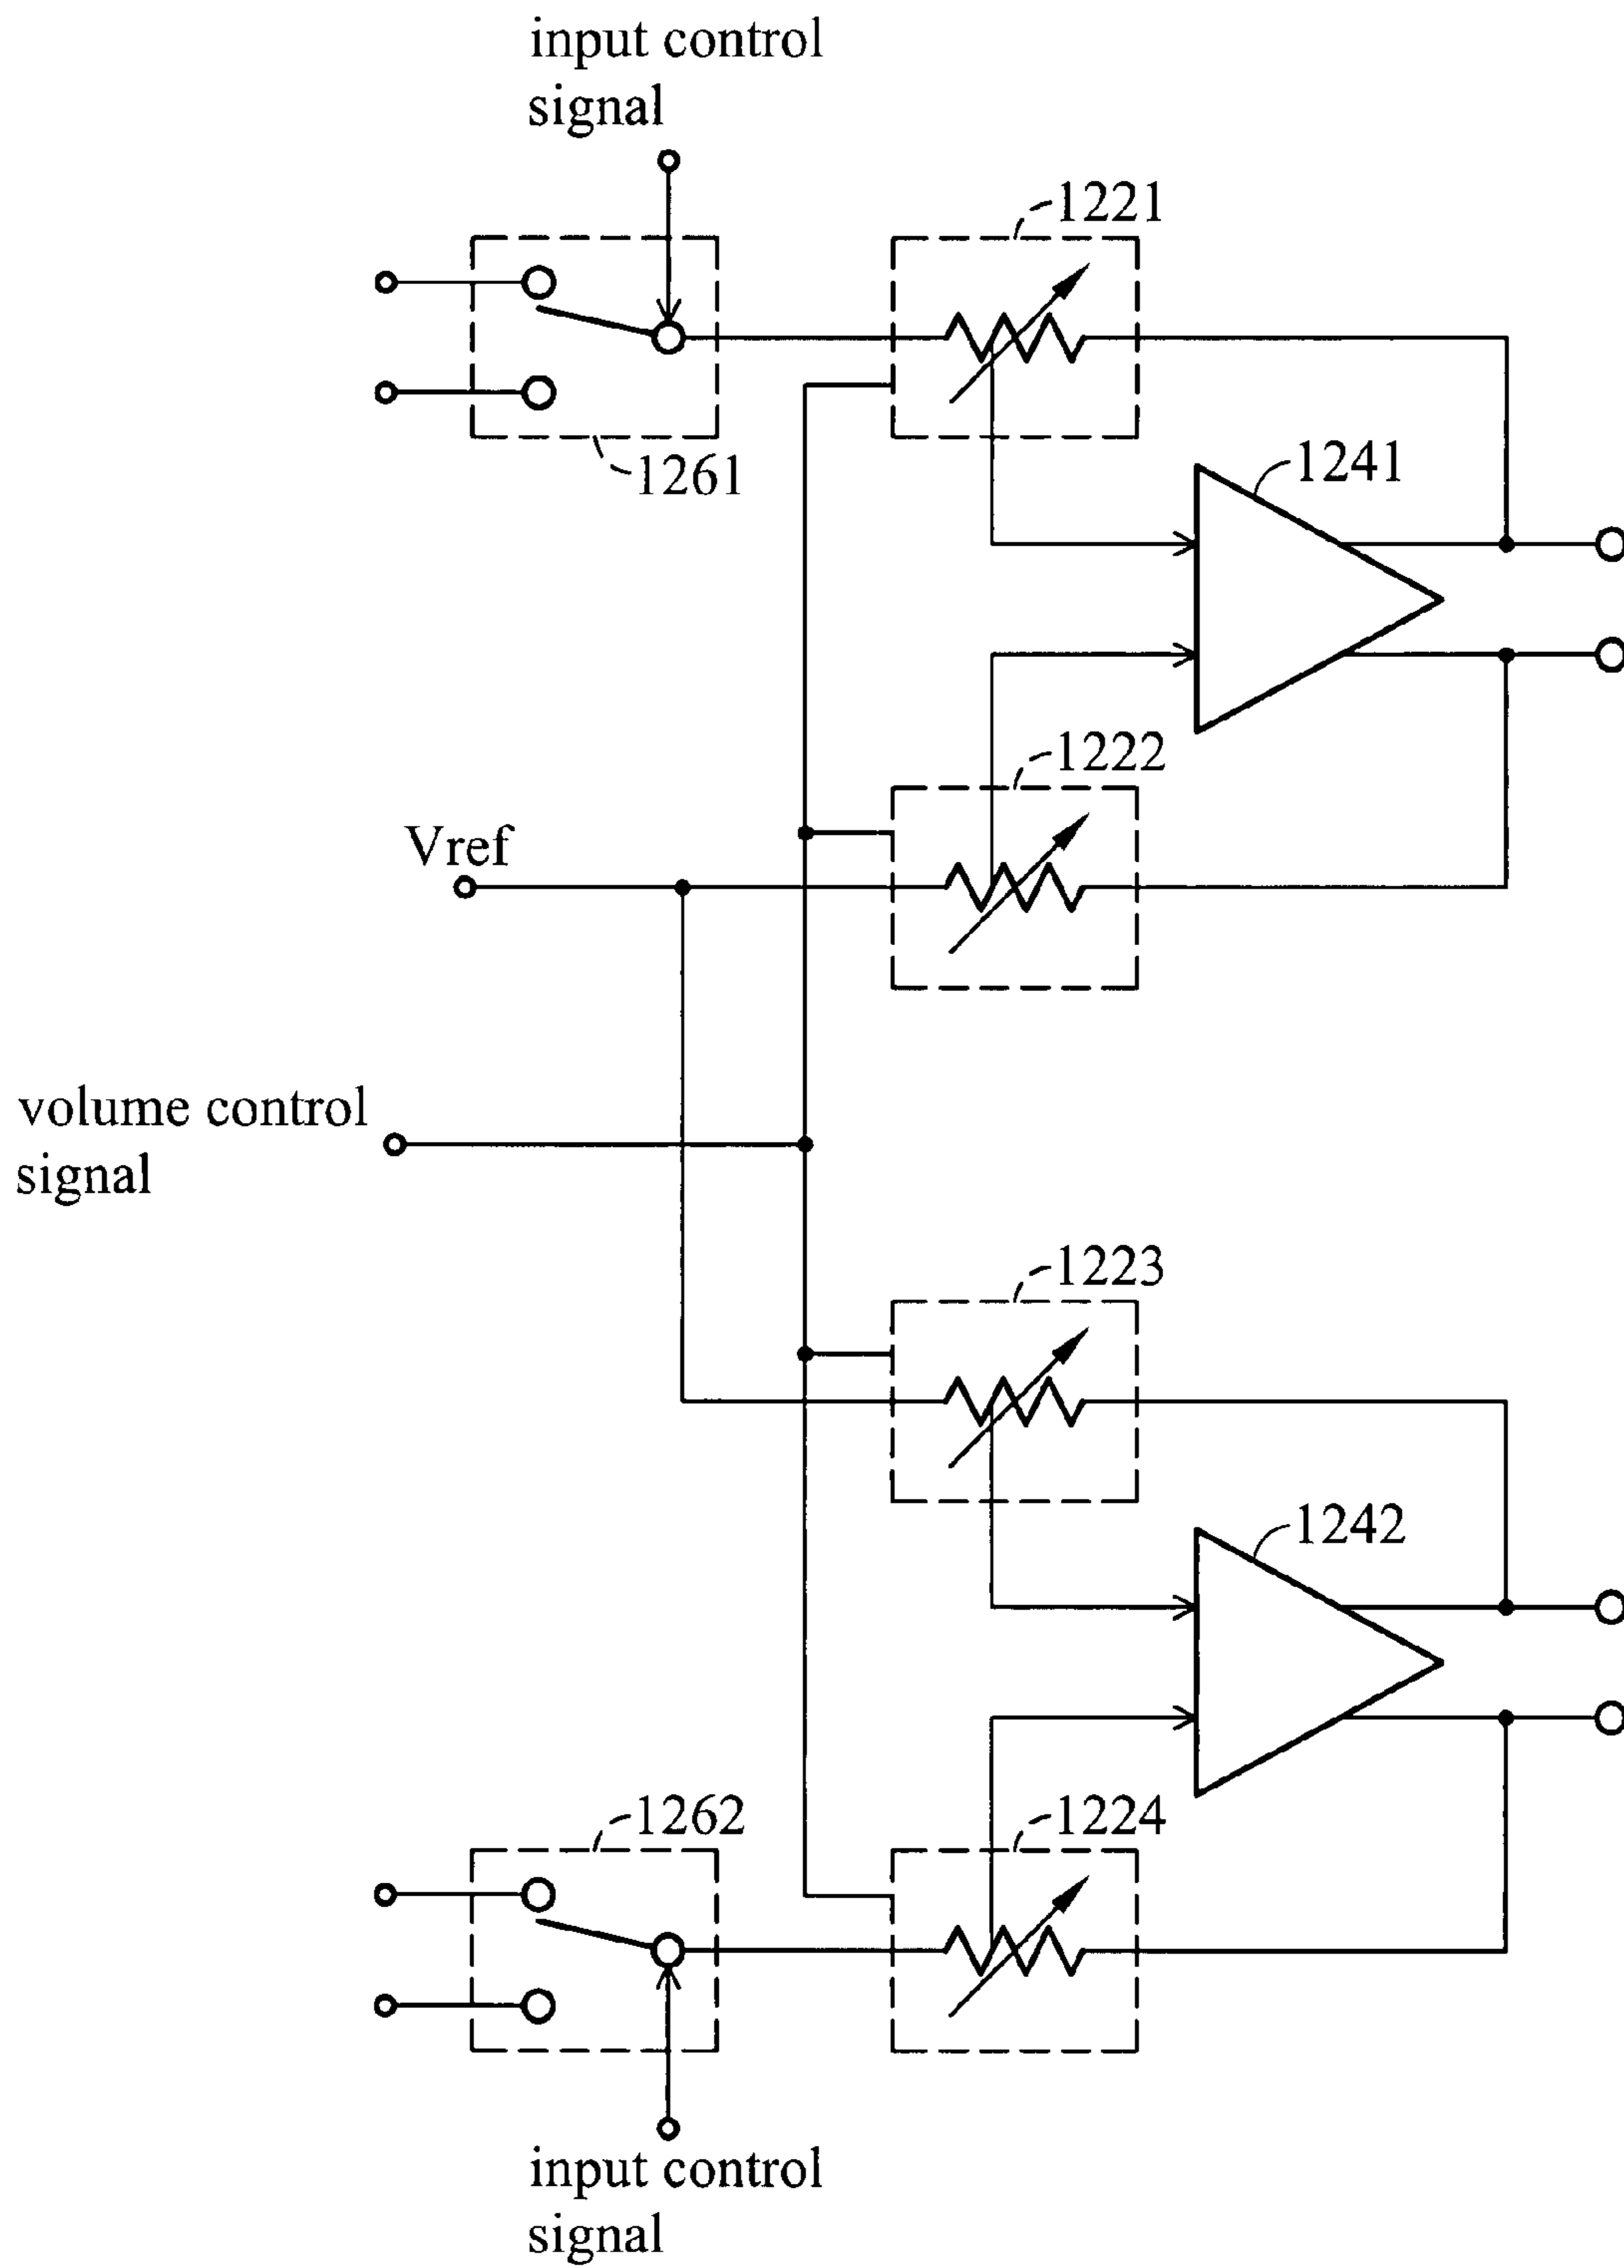 input control
signal
1221
1261
1241
1222
Vref
volume control
signal
1223
1242
1262
1224
input control
signal